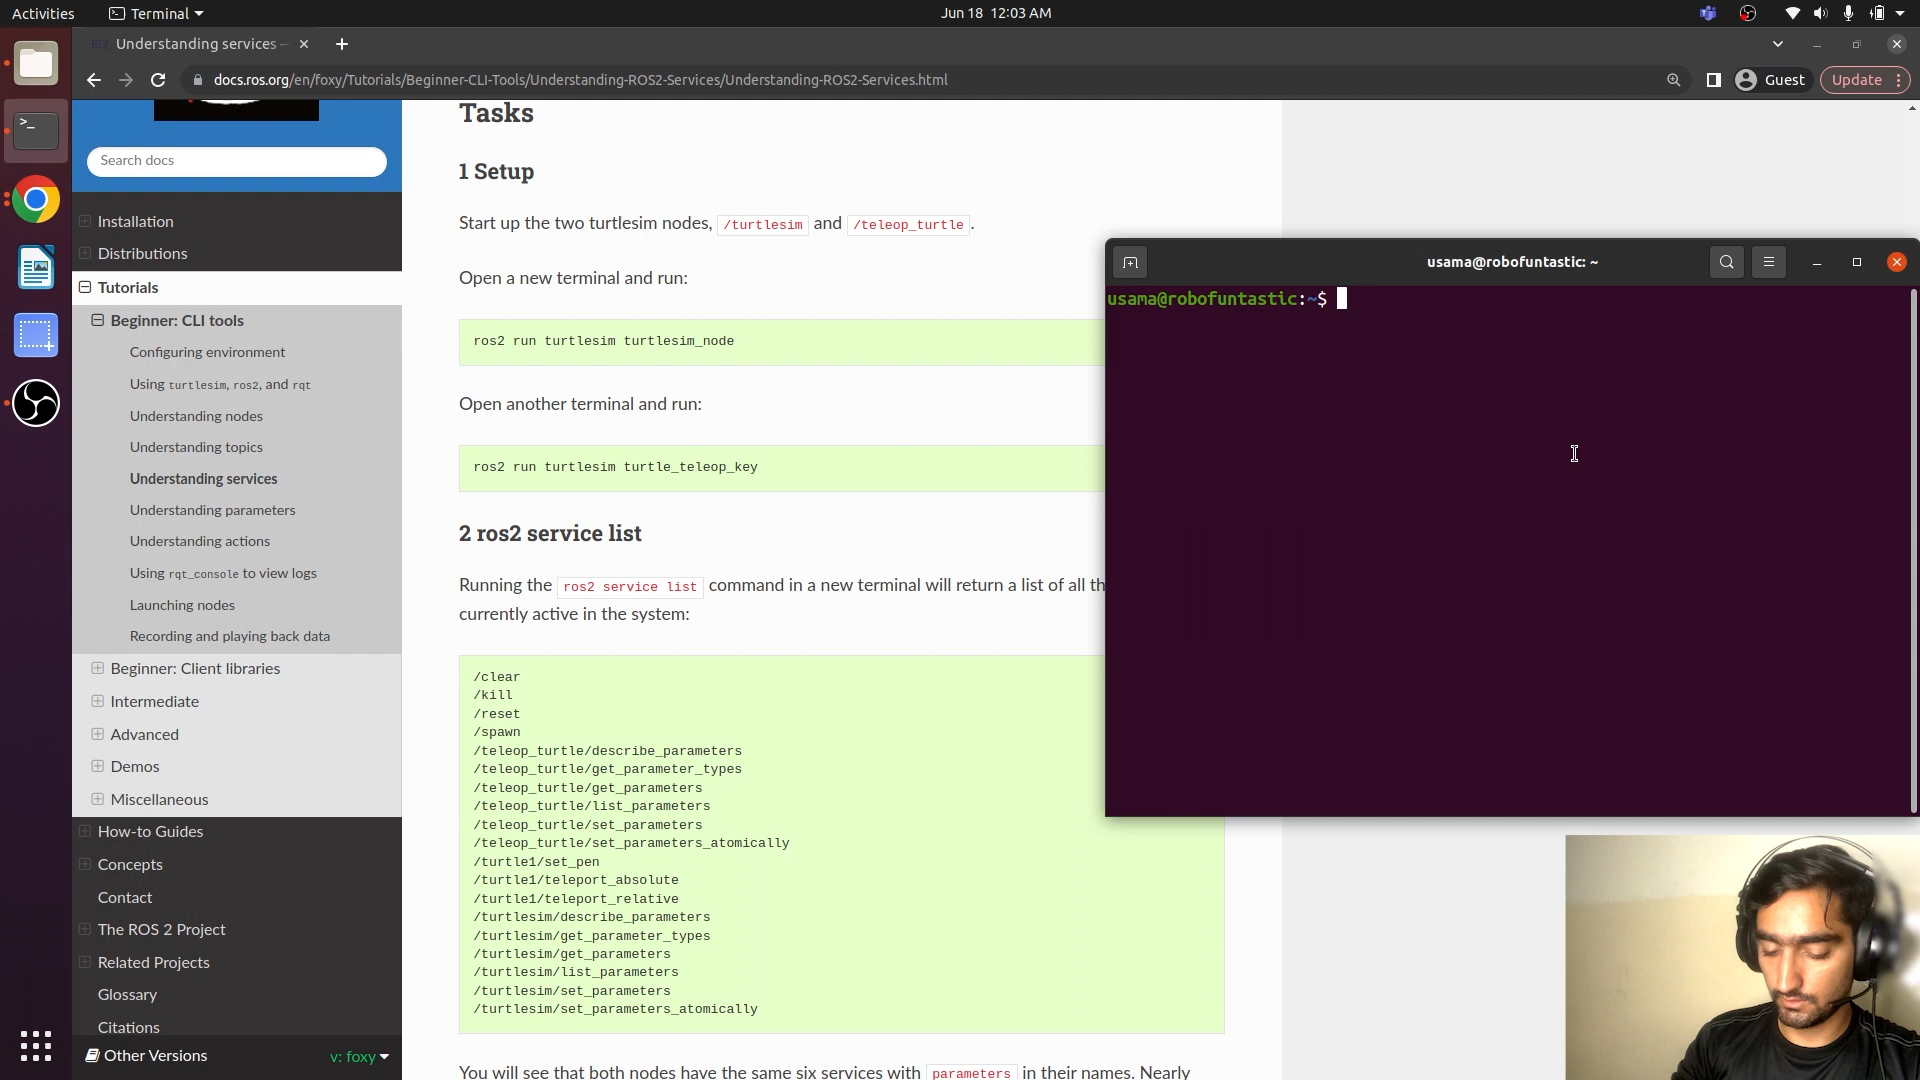 Activities
Terminal
Jun 18 12:03 AM
Understanding services –
docs.ros.org/en/foxy/Tutorials/Beginner-CLI-Tools/Understanding-ROS2-Services/Understanding-ROS2-Services.html
Guest
Update
Search docs
Installation
Distributions
Tutorials
Beginner: CLI tools
Configuring environment
Using turtlesim, ros2, and rqt
Understanding nodes
Understanding topics
Understanding services
Understanding parameters
Understanding actions
Using rqt_console to view logs
Launching nodes
Recording and playing back data
Beginner: Client libraries
Intermediate
Advanced
Demos
Miscellaneous
How-to Guides
Concepts
Contact
The ROS 2 Project
Related Projects
Glossary
Citations
Other Versions
v: foxy
Tasks
1 Setup
Start up the two turtlesim nodes, /turtlesim and /teleop_turtle.
Open a new terminal and run:
ros2 run turtlesim turtlesim_node
Open another terminal and run:
ros2 run turtlesim turtle_teleop_key
2 ros2 service list
Running the ros2 service list command in a new terminal will return a list of all th
currently active in the system:
/clear
/kill
/reset
/spawn
/teleop_turtle/describe_parameters
/teleop_turtle/get_parameter_types
/teleop_turtle/get_parameters
/teleop_turtle/list_parameters
/teleop_turtle/set_parameters
/teleop_turtle/set_parameters_atomically
/turtle1/set_pen
/turtle1/teleport_absolute
/turtle1/teleport_relative
/turtlesim/describe_parameters
/turtlesim/get_parameter_types
/turtlesim/get_parameters
/turtlesim/list_parameters
/turtlesim/set_parameters
/turtlesim/set_parameters_atomically
You will see that both nodes have the same six services with parameters in their names. Nearly
usama@robofuntastic: ~
usama@robofuntastic:~$